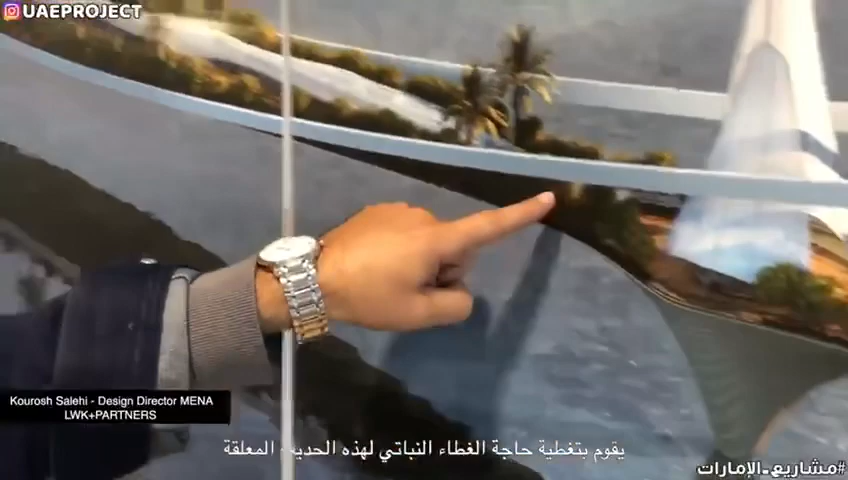 UAEPROJECT
Kourosh Salehi - Design Director MENA
LWK+PARTNERS
يقوم بتغطية حاجة الغطاء النباتي لهذه الحديقة المعلقة
#مشاريع_الإمارات